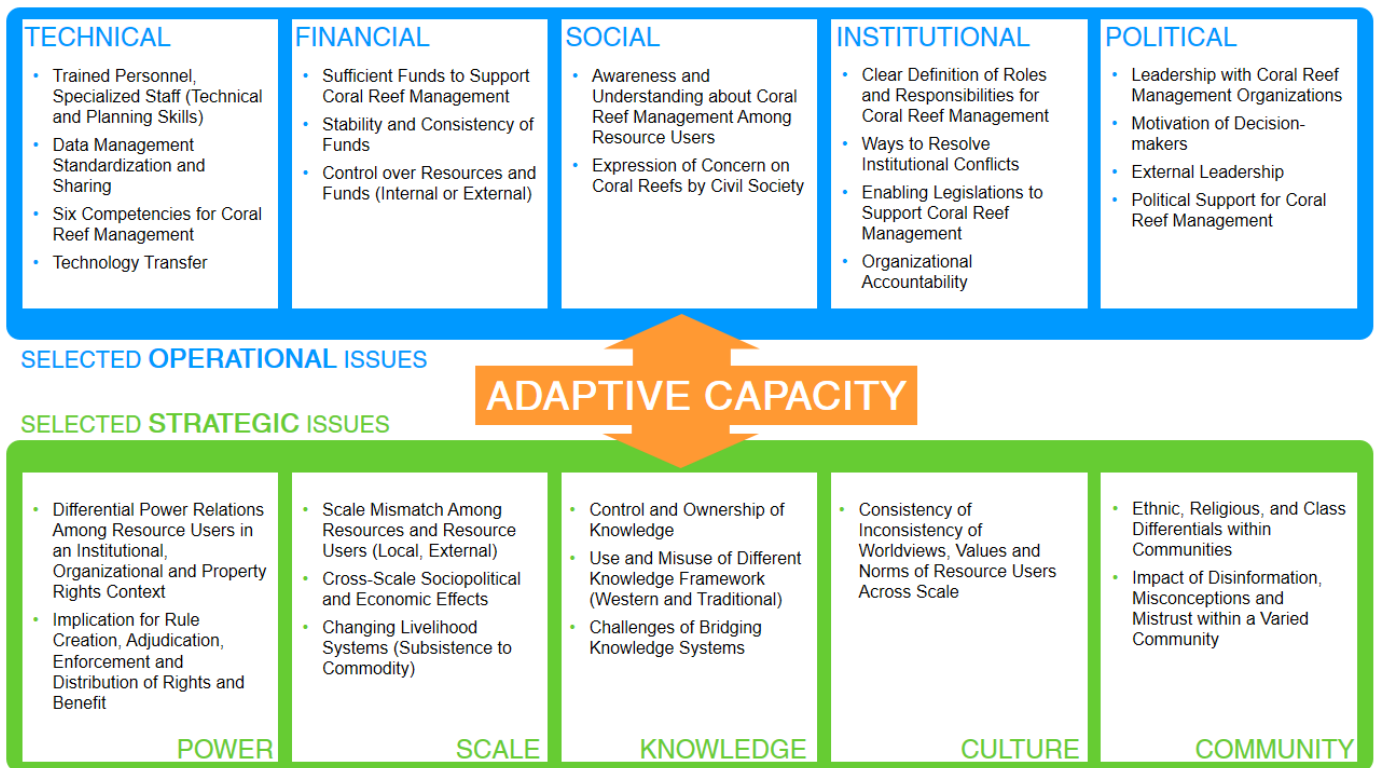 TECHNICAL
• Trained Personnel,
Specialized Staff (Technical
and Planning Skills)
• Data Management
Standardization and
Sharing
• Six Competencies for Coral
Reef Management
• Technology Transfer
FINANCIAL
• Sufficient Funds to Support
Coral Reef Management
• Stability and Consistency of
Funds
• Control over Resources and
Funds (Internal or External)
SOCIAL
• Awareness and
Understanding about Coral
Reef Management Among
Resource Users
• Expression of Concern on
Coral Reefs by Civil Society
INSTITUTIONAL
• Clear Definition of Roles
and Responsibilities for
Coral Reef Management
• Ways to Resolve
Institutional Conflicts
• Enabling Legislations to
Support Coral Reef
Management
• Organizational
Accountability
POLITICAL
• Leadership with Coral Reef
Management Organizations
• Motivation of Decision-
makers
• External Leadership
• Political Support for Coral
Reef Management
SELECTED OPERATIONAL ISSUES
ADAPTIVE CAPACITY
SELECTED STRATEGIC ISSUES
• Differential Power Relations
Among Resource Users in
an Institutional,
Organizational and Property
Rights Context
• Implication for Rule
Creation, Adjudication,
Enforcement and
Distribution of Rights and
Benefit
POWER
• Scale Mismatch Among
Resources and Resource
Users (Local, External)
• Cross-Scale Sociopolitical
and Economic Effects
• Changing Livelihood
Systems (Subsistence to
Commodity)
SCALE
• Control and Ownership of
Knowledge
• Use and Misuse of Different
Knowledge Framework
(Western and Traditional)
• Challenges of Bridging
Knowledge Systems
KNOWLEDGE
• Consistency of
Inconsistency of
Worldviews, Values and
Norms of Resource Users
Across Scale
CULTURE
• Ethnic, Religious, and Class
Differentials within
Communities
• Impact of Disinformation,
Misconceptions and
Mistrust within a Varied
Community
COMMUNITY